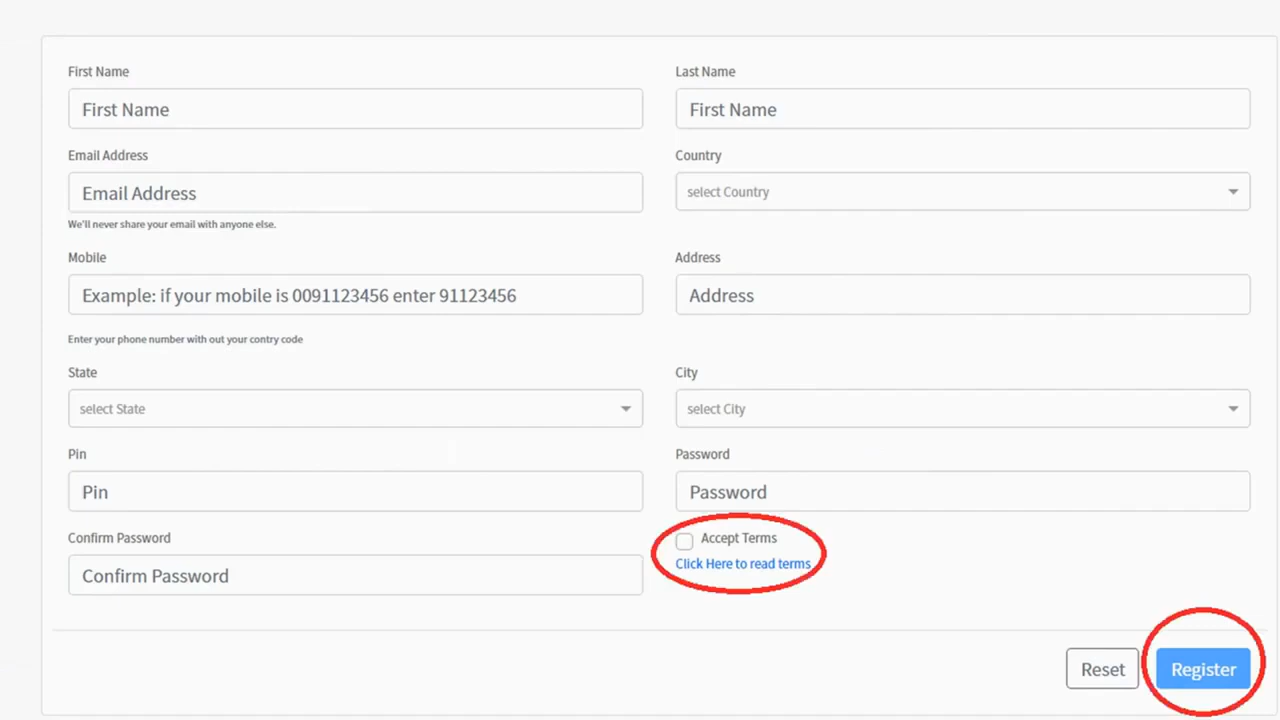 First Name
Last Name
First Name
First Name
Email Address
Country
Email Address
select Country
We'll never share your email with anyone else.
Mobile
Address
Example: if your mobile is 0091123456 enter 91123456
Address
Enter your phone number with out your contry code
State
City
select State
select City
Pin
Password
Pin
Password
Confirm Password
Accept Terms
Click Here to read terms
Confirm Password
Reset
Register